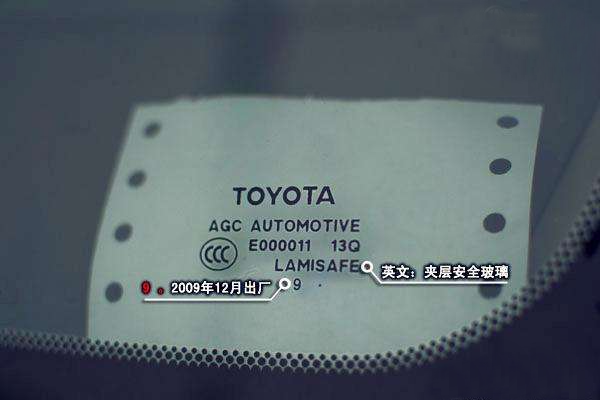 TOYOTA
AGC AUTOMOTIVE
E000011 13Q
CCC
LAMISAFE
英文：夹层安全玻璃
9 。 2009年12月出厂
9 .